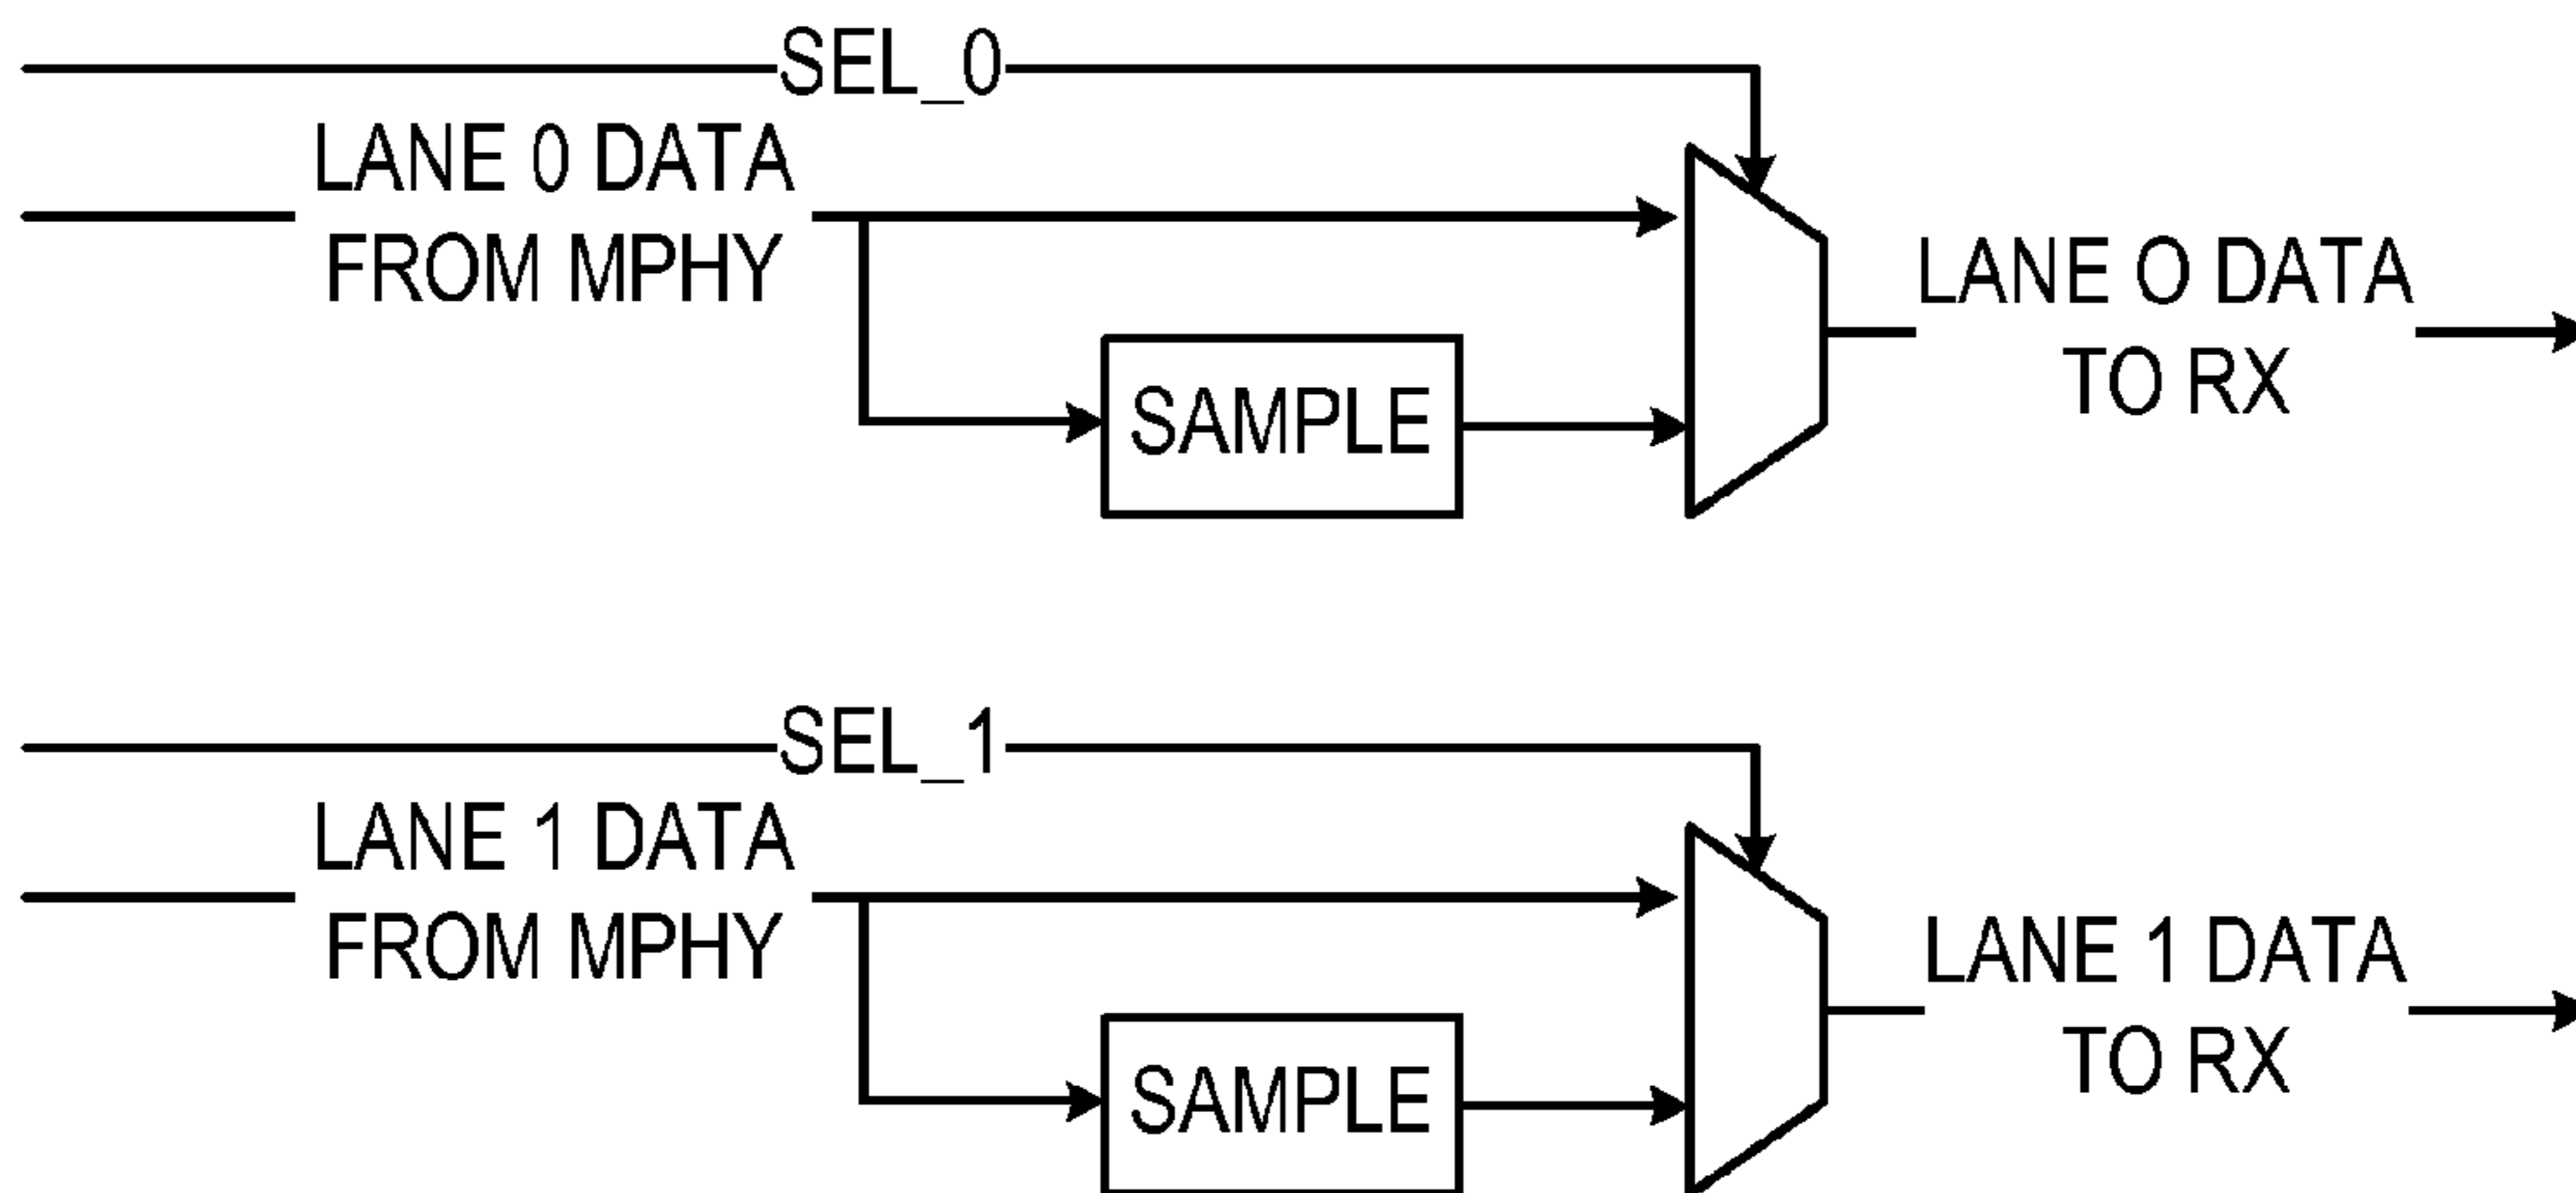 SEL_0
LANE 0 DATA
FROM MPHY
SAMPLE
LANE O DATA
TO RX
SEL_1
LANE 1 DATA
FROM MPHY
SAMPLE
LANE 1 DATA
TO RX